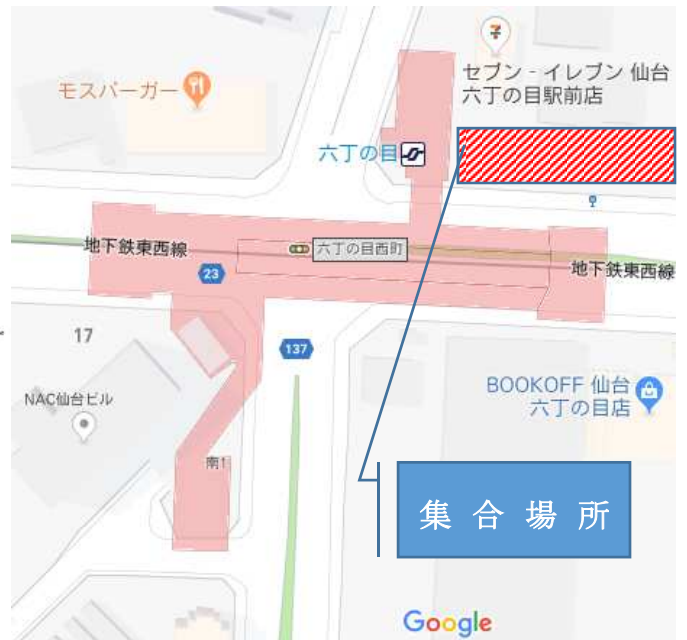 モスバーガー
セブン - イレブン 仙台
六丁の目駅前店
六丁の目
地下鉄東西線
六丁の目西町
地下鉄東西線
23
17
137
NAC仙台ビル
BOOKOFF 仙台
六丁の目店
南1
集合場所
Google